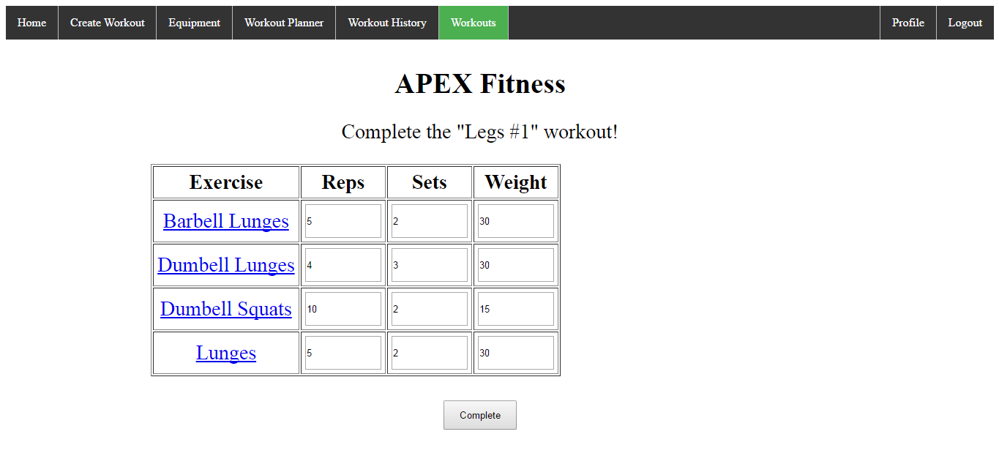 Home Create Workout Equipment Workout Planner Workout History Workouts Profile Logout
APEX Fitness
Complete the "Legs #1" workout!
Exercise Reps Sets Weight
Barbell Lunges 5 2 30
Dumbell Lunges 4 3 30
Dumbell Squats 10 2 15
Lunges 5 2 30
Complete